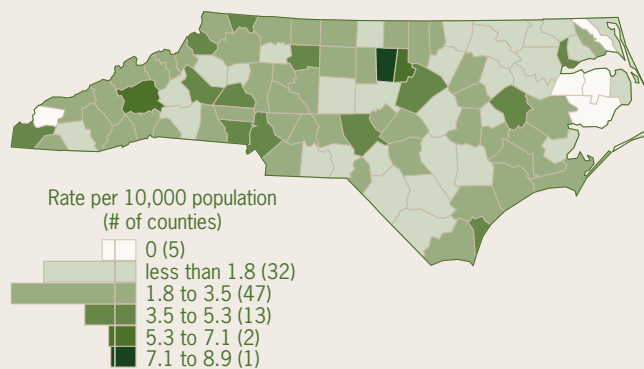 Rate per 10,000 population
(# of counties)
0 (5)
less than 1.8 (32)
1.8 to 3.5 (47)
3.5 to 5.3 (13)
5.3 to 7.1 (2)
7.1 to 8.9 (1)